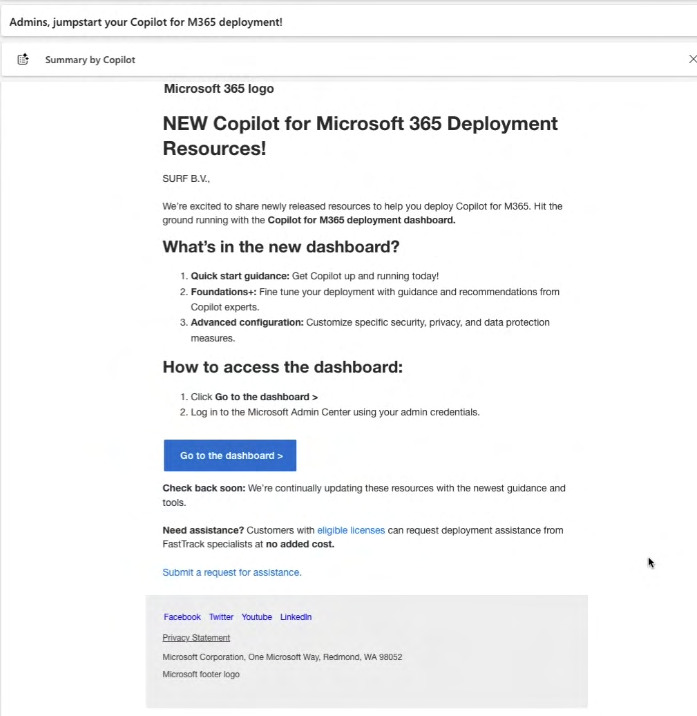 Admins, jumpstart your Copilot for M365 deployment!
Summary by Copilot
Microsoft 365 logo
NEW Copilot for Microsoft 365 Deployment
Resources!
SURF B.V.,
We're excited to share newly released resources to help you deploy Copilot for M365. Hit the
ground running with the Copilot for M365 deployment dashboard.
What's in the new dashboard?
1. Quick start guidance: Get Copilot up and running today!
2. Foundations+: Fine tune your deployment with guidance and recommendations from
Copilot experts.
3. Advanced configuration: Customize specific security, privacy, and data protection
measures.
How to access the dashboard:
1. Click Go to the dashboard >
2. Log in to the Microsoft Admin Center using your admin credentials.
Go to the dashboard >
Check back soon: We're continually updating these resources with the newest guidance and
tools.
Need assistance? Customers with eligible licenses can request deployment assistance from
FastTrack specialists at no added cost.
Submit a request for assistance.
Facebook Twitter Youtube LinkedIn
Privacy Statement
Microsoft Corporation, One Microsoft Way, Redmond, WA 98052
Microsoft footer logo